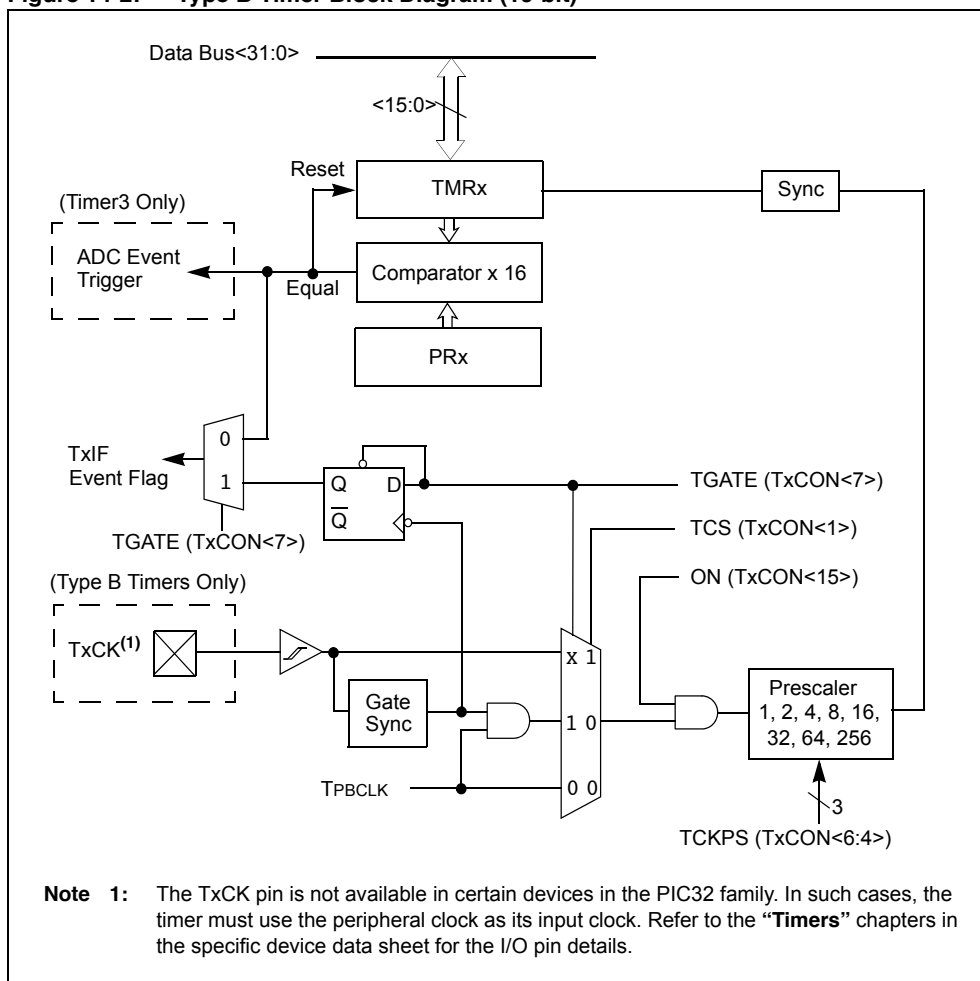 Data Bus<31:0>
<15:0>
Reset
TMRx
Sync
(Timer3 Only)
ADC Event
Trigger
Equal
Comparator x 16
PRx
0
1
TxIF
Event Flag
Q
D
Q
TGATE (TxCON<7>)
TGATE (TxCON<7>)
TCS (TxCON<1>)
ON (TxCON<15>)
(Type B Timers Only)
TxCK(1)
x 1
Gate
Sync
1 0
Prescaler
1, 2, 4, 8, 16,
32, 64, 256
TPBCLK
0 0
3
TCKPS (TxCON<6:4>)
Note 1: The TxCK pin is not available in certain devices in the PIC32 family. In such cases, the
timer must use the peripheral clock as its input clock. Refer to the “Timers” chapters in
the specific device data sheet for the I/O pin details.